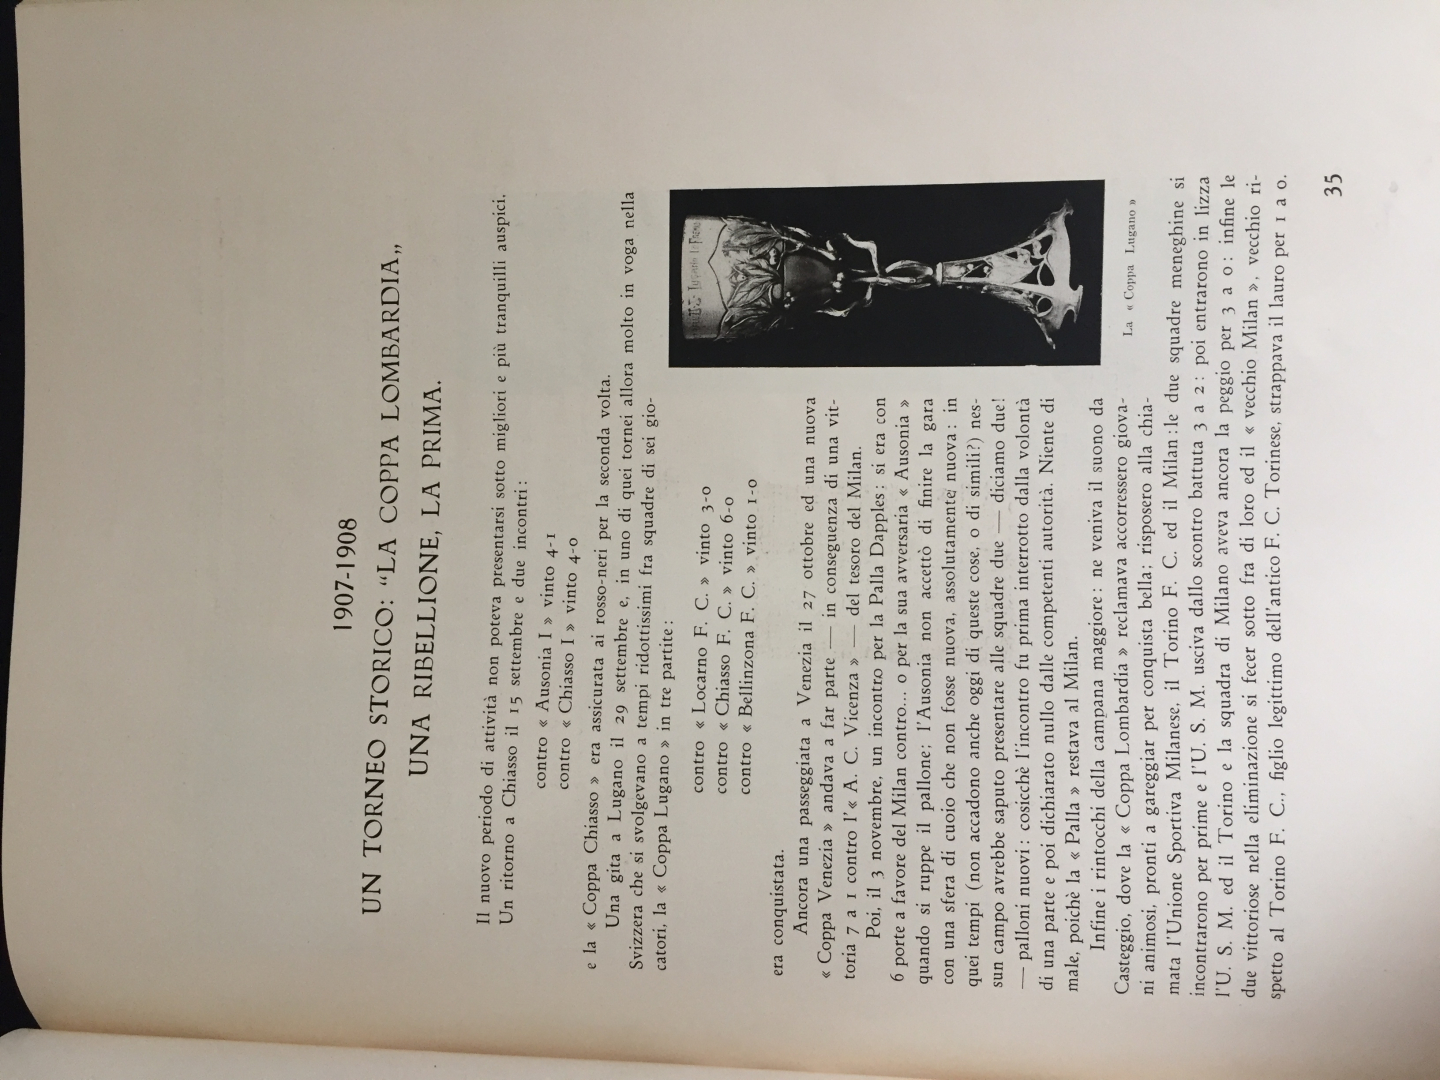 1907-1908
UN TORNEO STORICO: "LA COPPA LOMBARDIA„
UNA RIBELLIONE, LA PRIMA.
Il nuovo periodo di attività non poteva presentarsi sotto migliori e più tranquilli auspici.
Un ritorno a Chiasso il 15 settembre e due incontri:
contro « Ausonia I » vinto 4-1
contro « Chiasso I » vinto 4-0
e la « Coppa Chiasso » era assicurata ai rosso-neri per la seconda volta.
Una gita a Lugano il 29 settembre e, in uno di quei tornei allora molto in voga nella
Svizzera che si svolgevano a tempi ridottissimi fra squadre di sei gio-
catori, la « Coppa Lugano » in tre partite:
contro « Locarno F. C. » vinto 3-0
contro « Chiasso F. C. » vinto 6-0
contro « Bellinzona F. C. » vinto 1-0
era conquistata.
Ancora una passeggiata a Venezia il 27 ottobre ed una nuova
« Coppa Venezia » andava a far parte — in conseguenza di una vit-
toria 7 a 1 contro l'« A. C. Vicenza » — del tesoro del Milan.
Poi, il 3 novembre, un incontro per la Palla Dapples: si era con
6 porte a favore del Milan contro... o per la sua avversaria « Ausonia »
quando si ruppe il pallone; l'Ausonia non accettò di finire la gara
con una sfera di cuoio che non fosse nuova, assolutamente nuova: in
quei tempi (non accadono anche oggi di queste cose, o di simili?) nes-
sun campo avrebbe saputo presentare alle squadre due — diciamo due!
— palloni nuovi: cosicchè l'incontro fu prima interrotto dalla volontà
di una parte e poi dichiarato nullo dalle competenti autorità. Niente di
male, poichè la « Palla » restava al Milan.
Infine i rintocchi della campana maggiore: ne veniva il suono da
Casteggio, dove la « Coppa Lombardia » reclamava accorressero giova-
ni animosi, pronti a gareggiar per conquista bella; risposero alla chia-
La « Coppa Lugano »
mata l'Unione Sportiva Milanese, il Torino F. C. ed il Milan:le due squadre meneghine si
incontrarono per prime e l'U. S. M. usciva dallo scontro battuta 3 a 2: poi entrarono in lizza
l'U. S. M. ed il Torino e la squadra di Milano aveva ancora la peggio per 3 a 0: infine le
due vittoriose nella eliminazione si fecer sotto fra di loro ed il « vecchio Milan », vecchio ri-
spetto al Torino F. C., figlio legittimo dell'antico F. C. Torinese, strappava il lauro per 1 a 0.
35